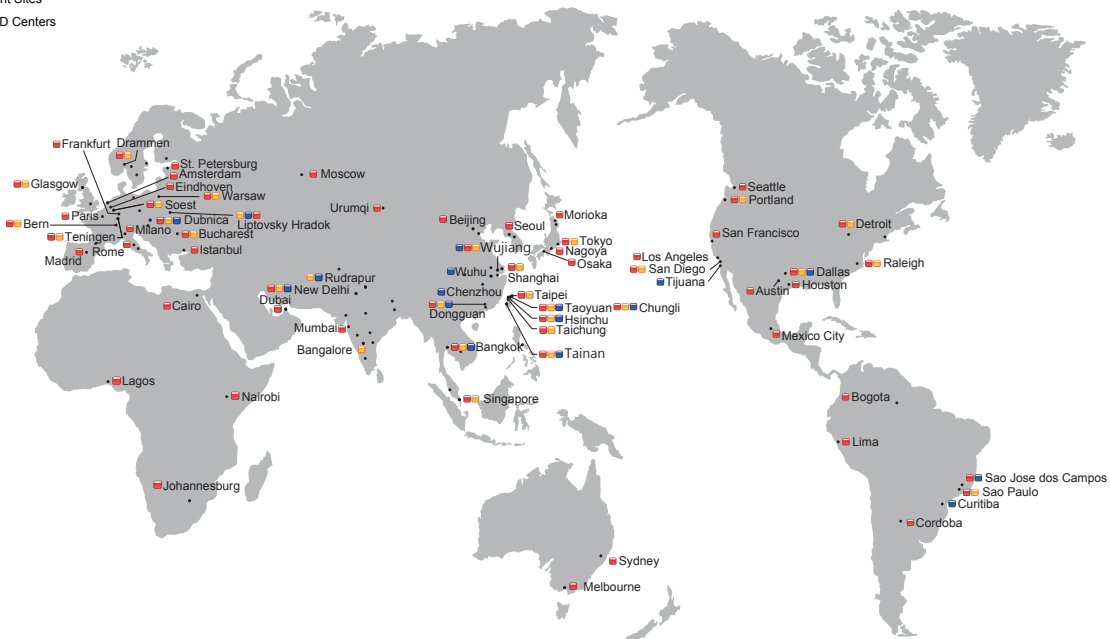 nt Sites
D Centers
Frankfurt
Drammen
St. Petersburg
Amsterdam
Moscow
Glasgow
Eindhoven
Warsaw
Soest
Urumqi
Paris
Dubnica
Beijing
Seoul
Morioka
Seattle
Portland
Bern
Liptovsky Hradok
Detroit
Milano
Bucharest
San Francisco
Teningen
Tokyo
Wujiang
Rome
Istanbul
Nagoya
Madrid
Osaka
Los Angeles
Raleigh
San Diego
Wuhu
Shanghai
Dallas
Rudrapur
Tijuana
New Delhi
Chenzhou
Taipei
Austin
Houston
Dubai
Cairo
Dongguan
Taoyuan
Chungli
Hsinchu
Mumbai
Taichung
Mexico City
Bangalore
Bangkok
Tainan
Lagos
Nairobi
Singapore
Bogota
Lima
Johannesburg
Sao Jose dos Campos
Sao Paulo
Curitiba
Cordoba
Sydney
Melbourne